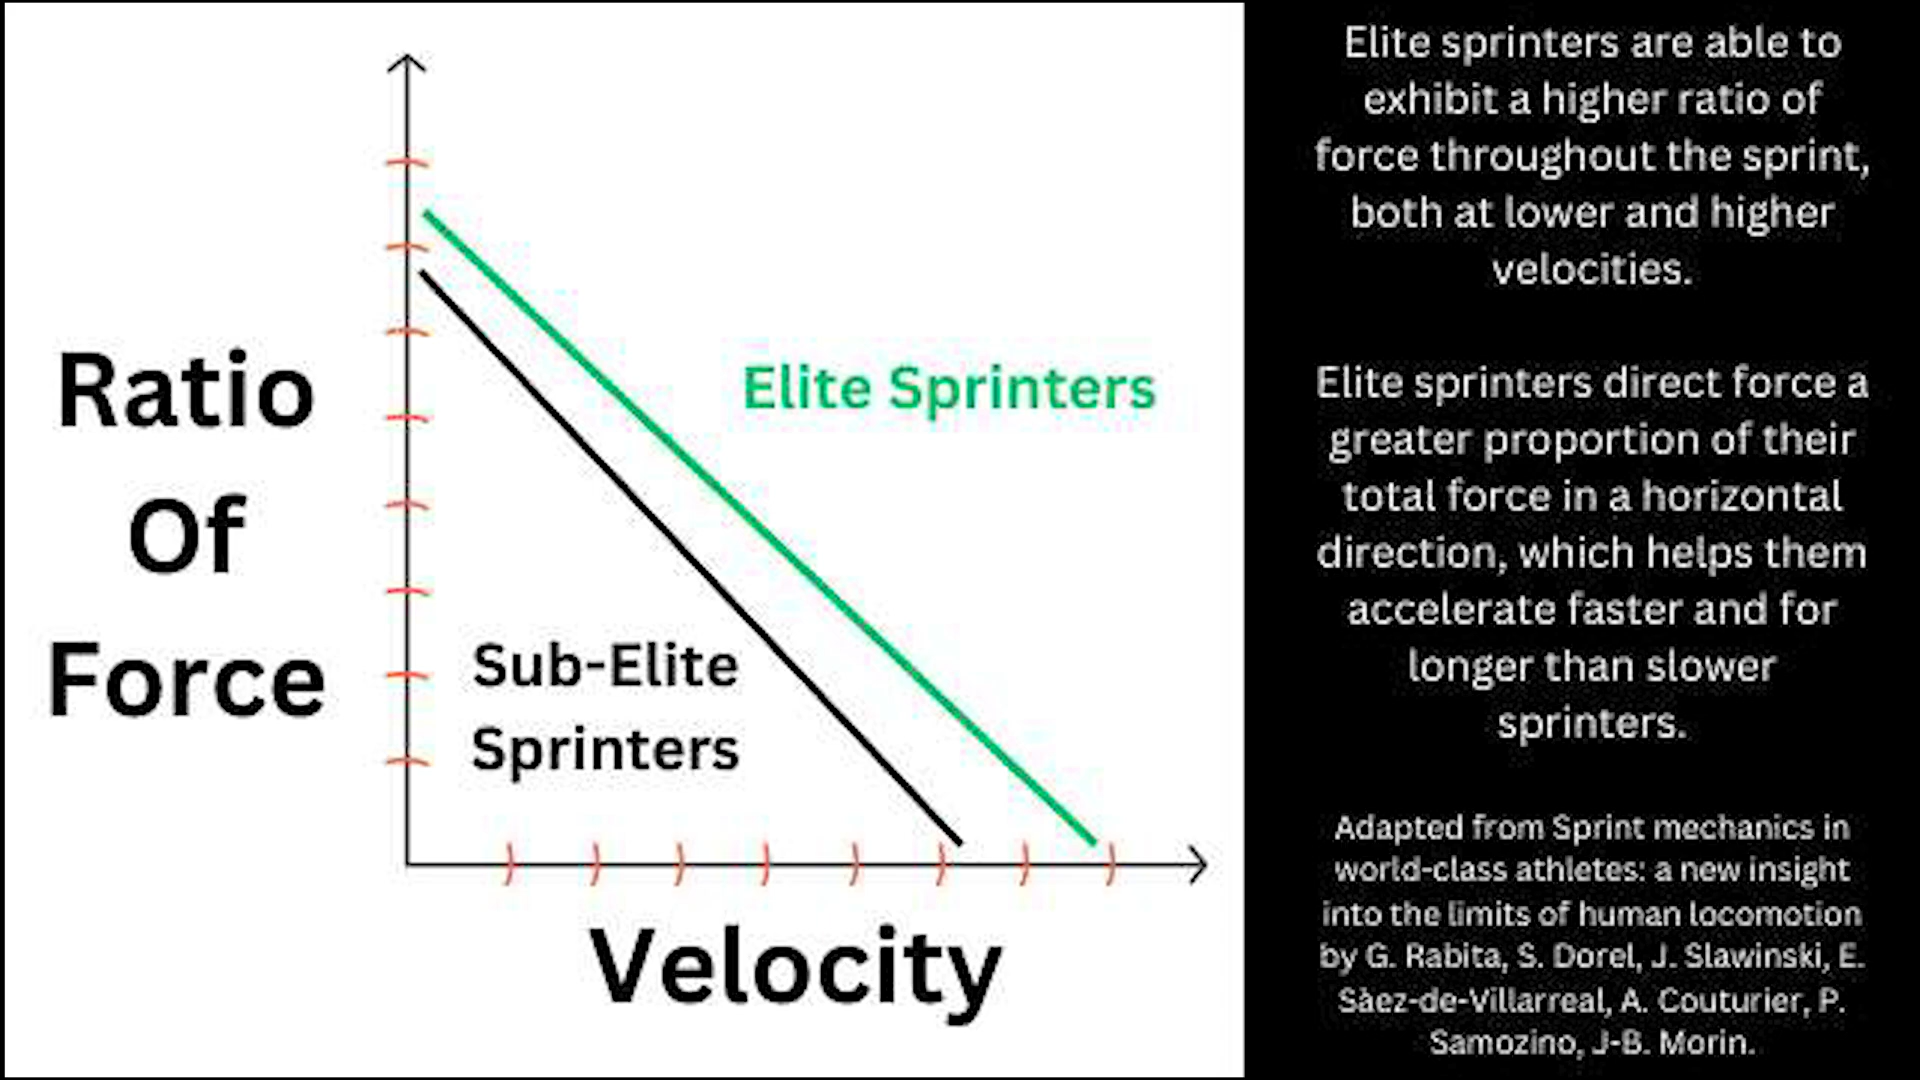 Ratio
Of
Force
Elite Sprinters
Sub-Elite
Sprinters
Velocity
Elite sprinters are able to
exhibit a higher ratio of
force throughout the sprint,
both at lower and higher
velocities.
Elite sprinters direct force a
greater proportion of their
total force in a horizontal
direction, which helps them
accelerate faster and for
longer than slower
sprinters.
Adapted from Sprint mechanics in
world-class athletes: a new insight
into the limits of human locomotion
by G. Rabita, S. Dorel, J. Slawinski, E.
Sàez-de-Villarreal, A. Couturier, P.
Samozino, J-B. Morin.